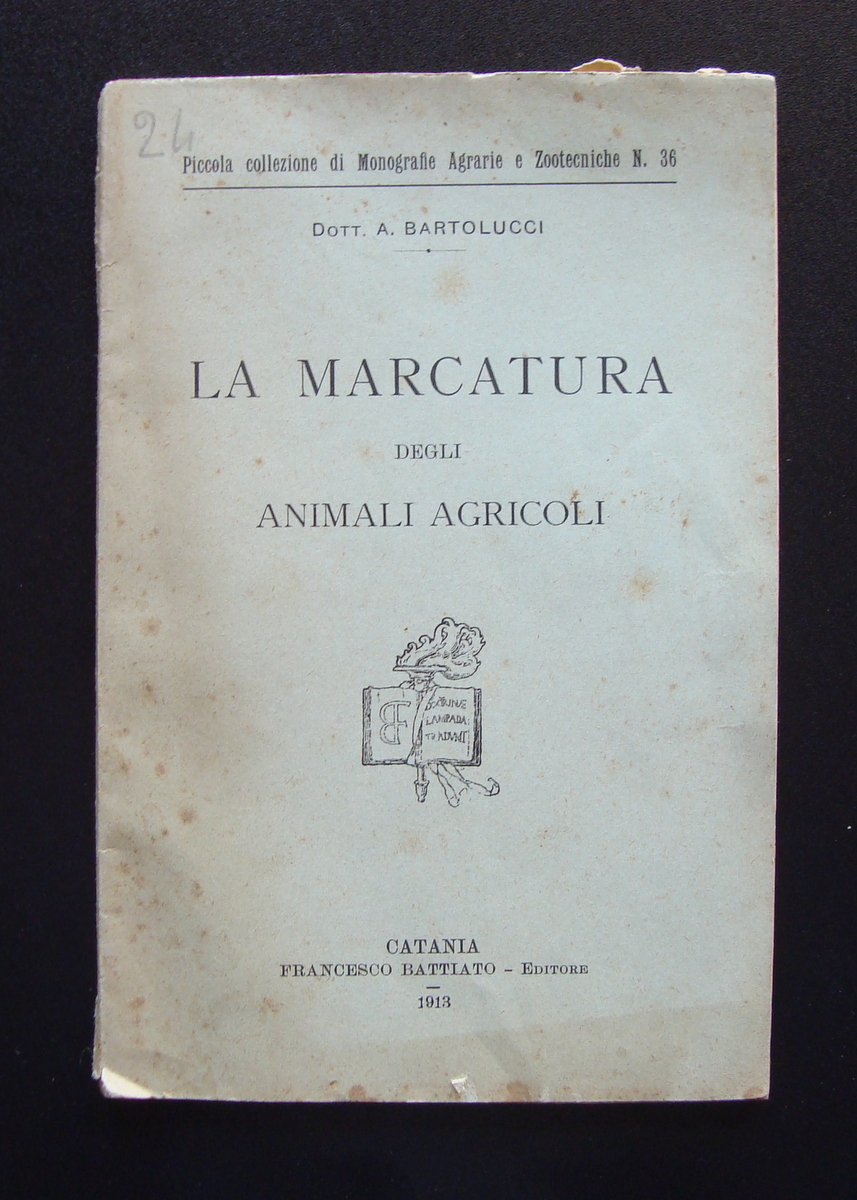 24
Piccola collezione di Monografie Agrarie e Zootecniche N. 36
DOTT. A. BARTOLUCCI
LA MARCATURA
DEGLI
ANIMALI AGRICOLI
LAMPADA
CATANIA
FRANCESCO BATTIATO – EDITORE
1913